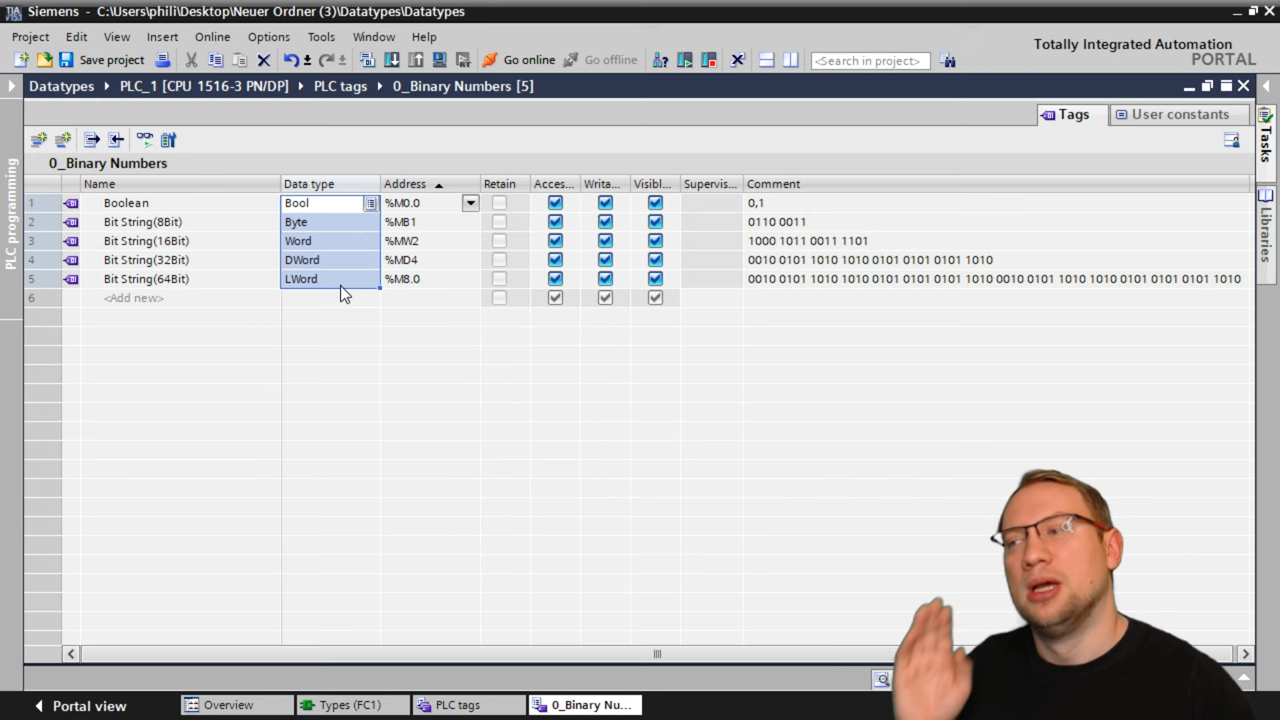 Siemens - C:\Users\phili\Desktop\Neuer Ordner (3)\Datatypes\Datatypes
Project Edit View Insert Online Options Tools Window Help
Totally Integrated Automation
PORTAL
Save project Go online Go offline <Search in project>
Datatypes PLC_1 [CPU 1516-3 PN/DP] PLC tags 0_Binary Numbers [5]
Tags User constants
0_Binary Numbers
Name Data type Address Retain Acces... Writa... Visibl... Supervis... Comment
1 Boolean Bool %M0.0 0,1
2 Bit String(8Bit) Byte %MB1 0110 0011
3 Bit String(16Bit) Word %MW2 1000 1011 0011 1101
4 Bit String(32Bit) DWord %MD4 0010 0101 1010 1010 0101 0101 0101 1010
5 Bit String(64Bit) LWord %M8.0 0010 0101 1010 1010 0101 0101 0101 1010 0010 0101 1010 1010 0101 0101 0101 1010
6 <Add new>
PLC programming
Tasks
Libraries
Portal view Overview Types (FC1) PLC tags 0_Binary Nu...